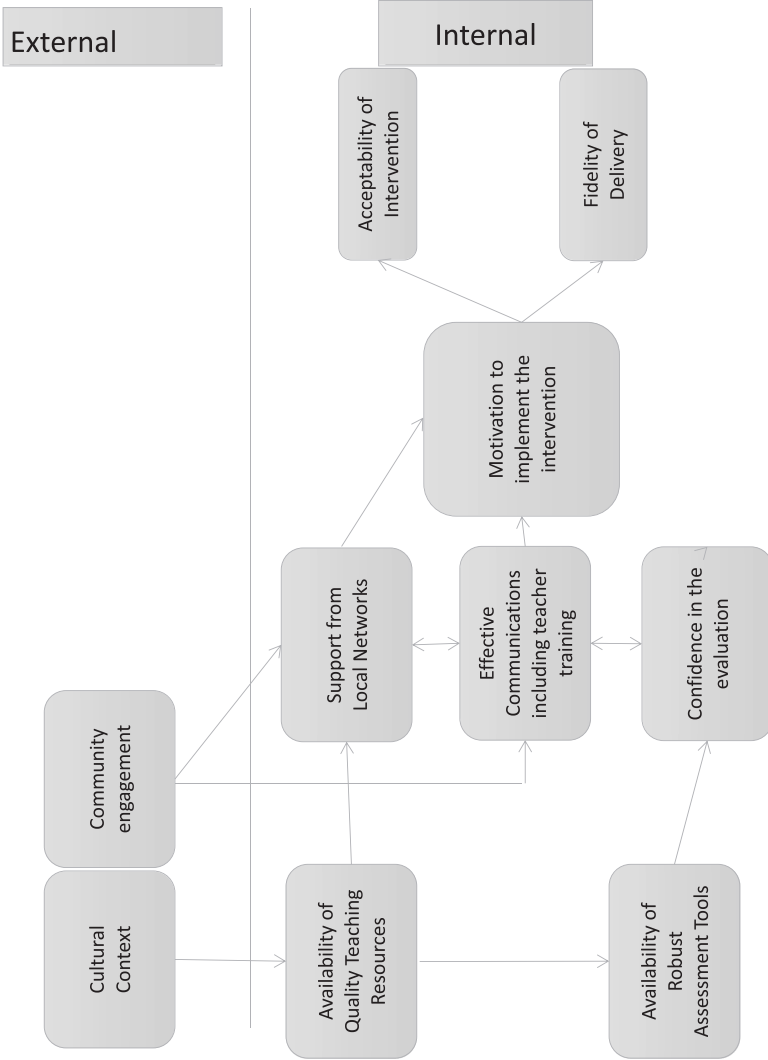 External
Internal
Acceptability of
Intervention
Fidelity of
Delivery
Motivation to
implement the
intervention
Support from
Local Networks
Effective
Communications
including teacher
training
Confidence in the
evaluation
Community
engagement
Cultural
Context
Availability of
Quality Teaching
Resources
Availability of
Robust
Assessment Tools